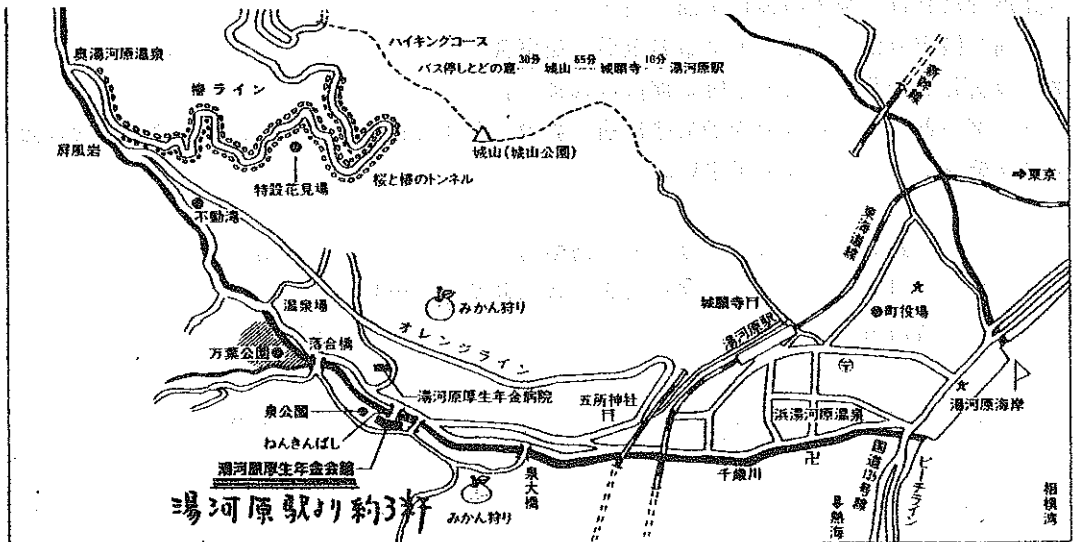 奥湯河原温泉
ハイキングコース
バス停しとどの窟 30分 城山 55分 城願寺 10分 湯河原駅
新幹線
椿ライン
屏風岩
城山(城山公園)
特設花見場
桜と椿のトンネル
⇒東京
不動滝
東海道線
温泉場
みかん狩り
城願寺
町役場
湯河原駅
オレンジライン
万葉公園
落合橋
湯河原厚生年金病院
五所神社
湯河原海岸
泉公園
浜湯河原温泉
ねんきんばし
湯河原厚生年金会館
千歳川
泉大橋
国道135号線
ビーチライン
熱海
相模湾
みかん狩り
湯河原駅より約3粁